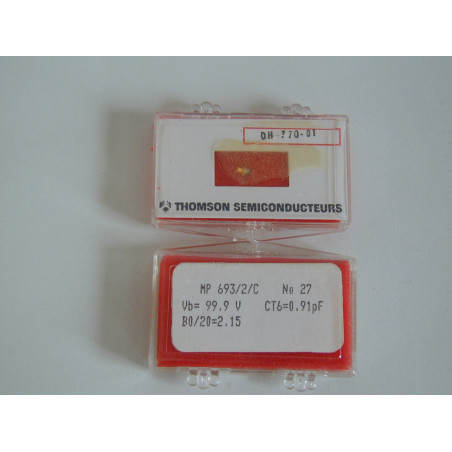 DH 770-01
THOMSON SEMICONDUCTEURS
MP 693/2/C No 27
Vb= 99.9 V CT6=0.91pF
B0/20=2.15